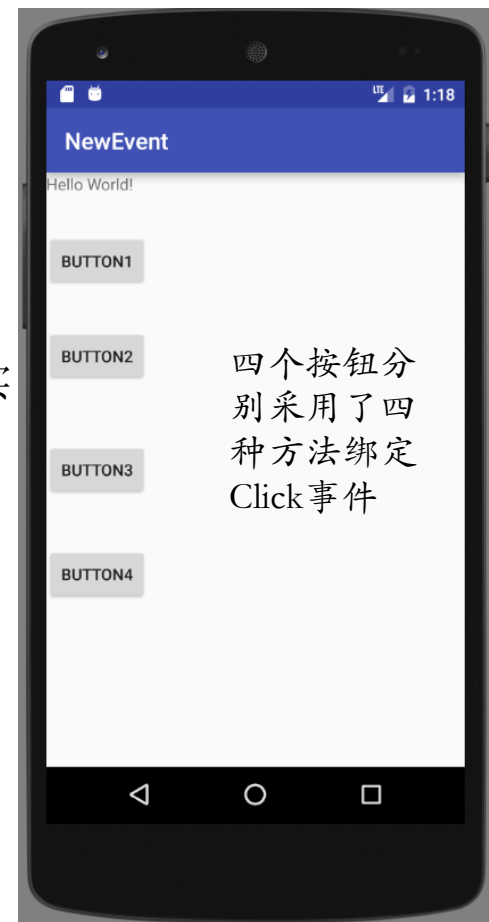 LTE 1:18
NewEvent
Hello World!
BUTTON1
BUTTON2
BUTTON3
BUTTON4
四个按钮分
别采用了四
种方法绑定
Click事件